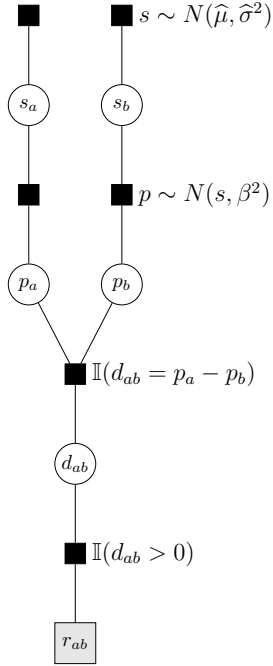 s ∼ N(μ̂, σ̂²)
s_a s_b
p ∼ N(s, β²)
p_a p_b
𝕀(d_ab = p_a − p_b)
d_ab
𝕀(d_ab > 0)
r_ab